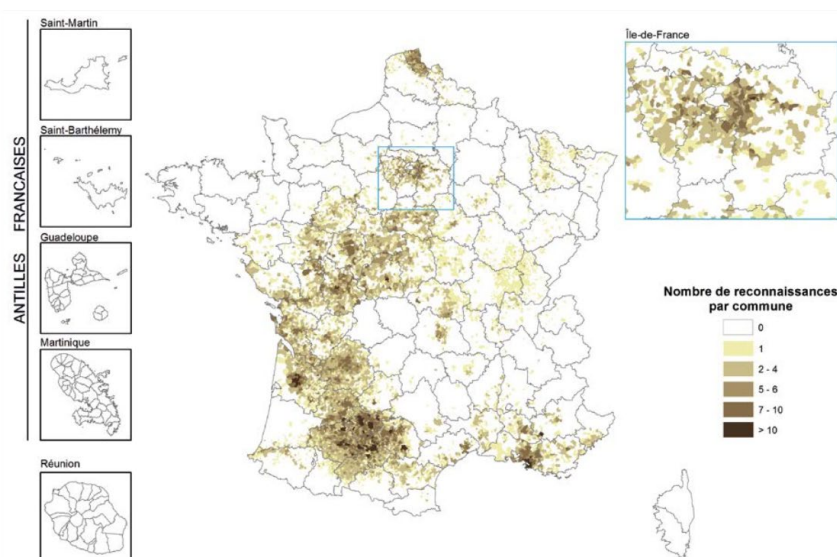 Saint-Martin
Saint-Barthélemy
Guadeloupe
Martinique
Réunion
ANTILLES FRANCAISES
Île-de-France
Nombre de reconnaissances
par commune
0
1
2 - 4
5 - 6
7 - 10
> 10